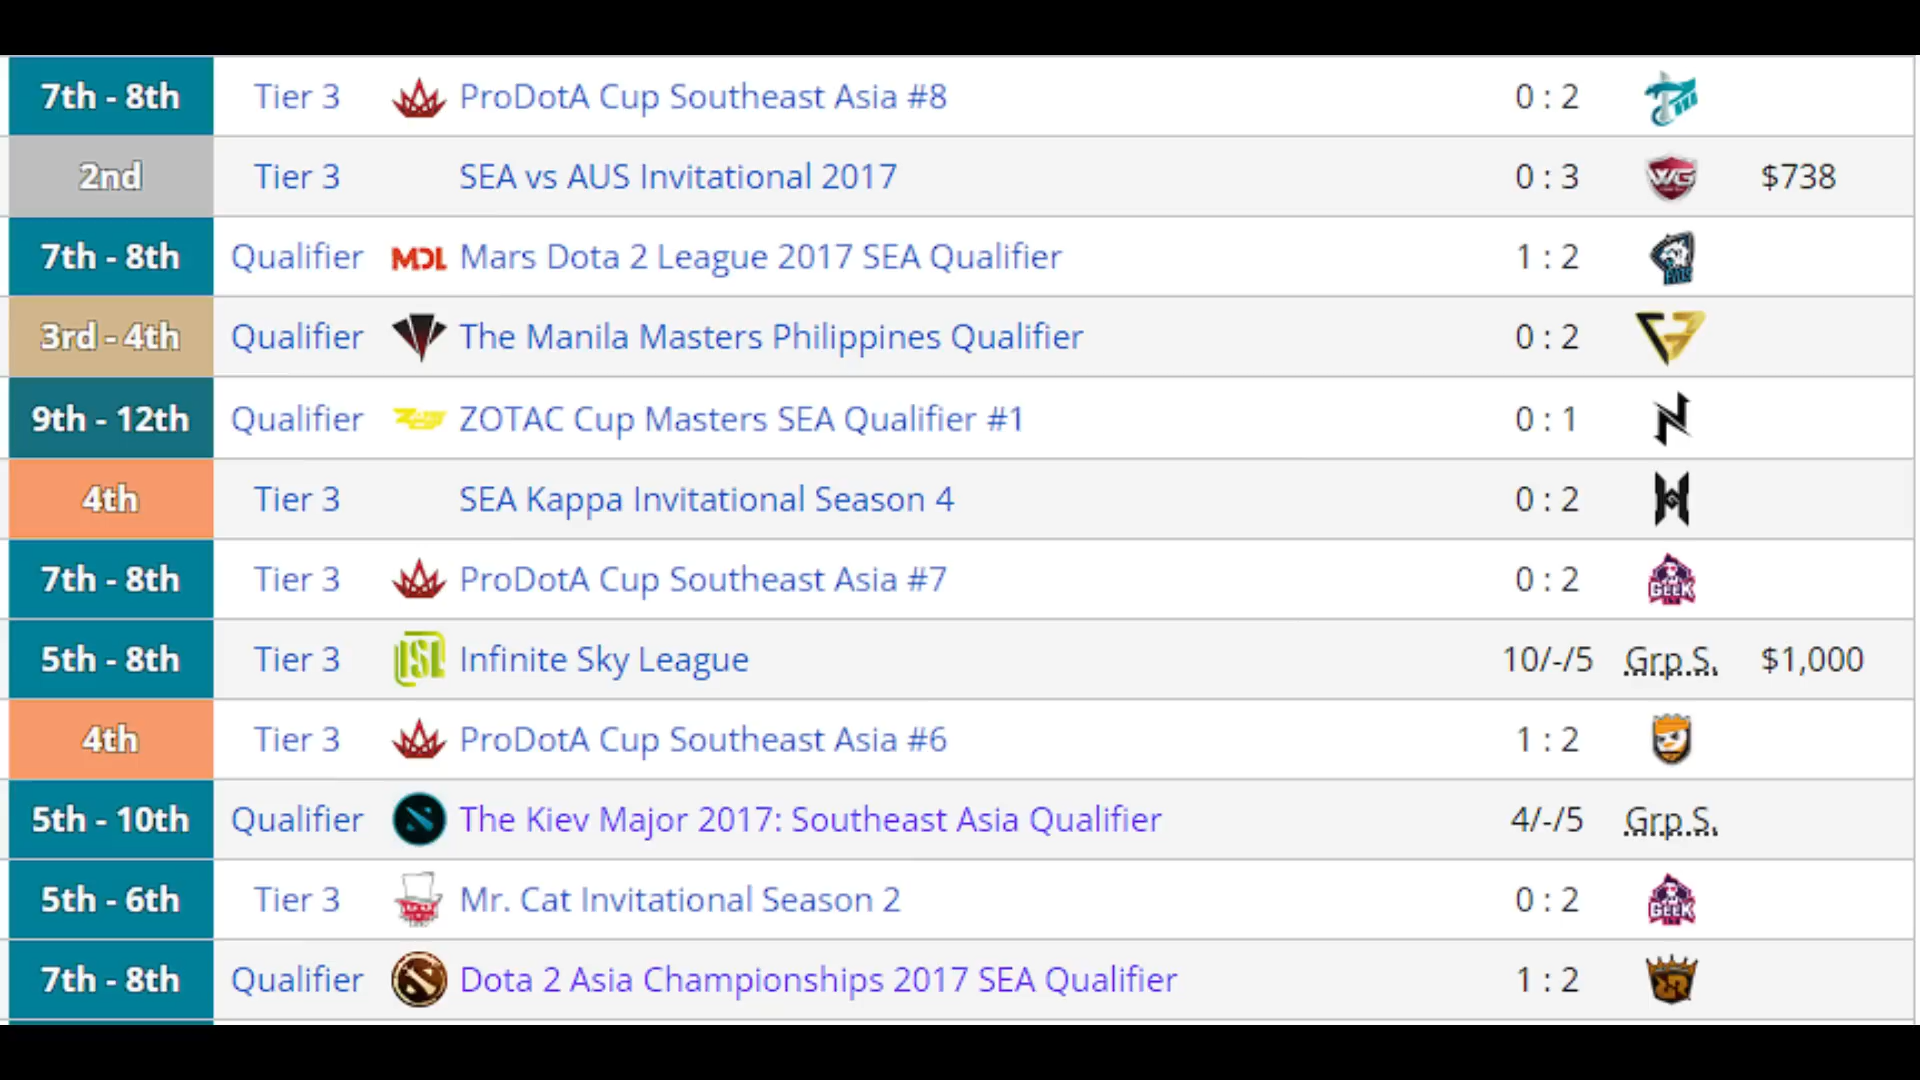 7th - 8th Tier 3 ProDotA Cup Southeast Asia #8 0 : 2
2nd Tier 3 SEA vs AUS Invitational 2017 0 : 3 WG $738
7th - 8th Qualifier MDL Mars Dota 2 League 2017 SEA Qualifier 1 : 2
3rd - 4th Qualifier The Manila Masters Philippines Qualifier 0 : 2
9th - 12th Qualifier ZOTAC Cup Masters SEA Qualifier #1 0 : 1
4th Tier 3 SEA Kappa Invitational Season 4 0 : 2
7th - 8th Tier 3 ProDotA Cup Southeast Asia #7 0 : 2 GEEK
5th - 8th Tier 3 ISL Infinite Sky League 10/-/5 Grp S. $1,000
4th Tier 3 ProDotA Cup Southeast Asia #6 1 : 2
5th - 10th Qualifier The Kiev Major 2017: Southeast Asia Qualifier 4/-/5 Grp S.
5th - 6th Tier 3 Mr. Cat Invitational Season 2 0 : 2 GEEK
7th - 8th Qualifier Dota 2 Asia Championships 2017 SEA Qualifier 1 : 2